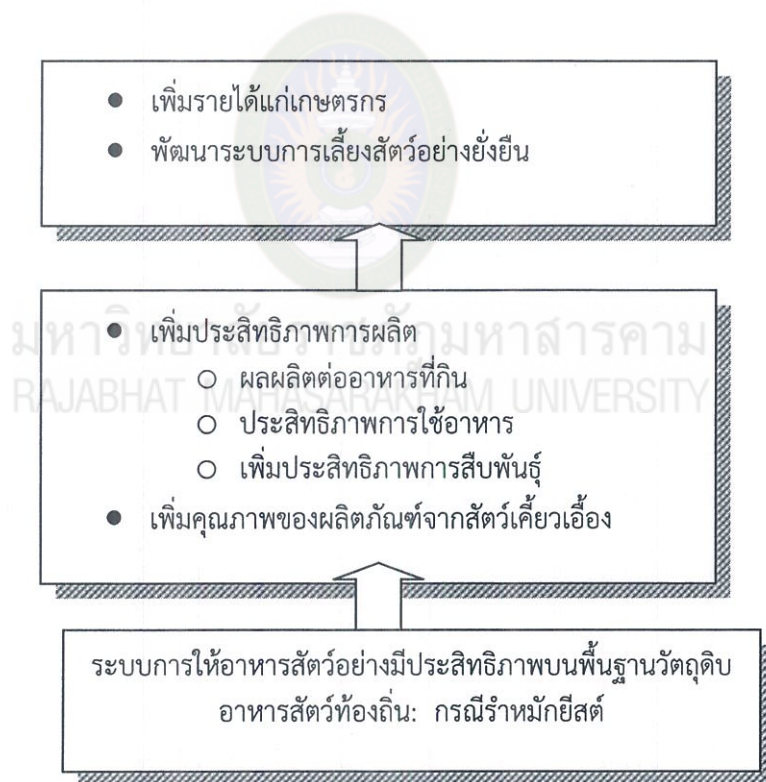 ● เพิ่มรายได้แก่เกษตรกร
● พัฒนาระบบการเลี้ยงสัตว์อย่างยั่งยืน
● เพิ่มประสิทธิภาพการผลิต
○ ผลผลิตต่ออาหารที่กิน
○ ประสิทธิภาพการใช้อาหาร
○ เพิ่มประสิทธิภาพการสืบพันธุ์
● เพิ่มคุณภาพของผลิตภัณฑ์จากสัตว์เคี้ยวเอื้อง
มหาวิทยาลัยราชภัฏมหาสารคาม
RAJABHAT MAHASARAKHAM UNIVERSITY
ระบบการให้อาหารสัตว์อย่างมีประสิทธิภาพบนพื้นฐานวัตถุดิบ
อาหารสัตว์ท้องถิ่น: กรณีรำหมักยีสต์